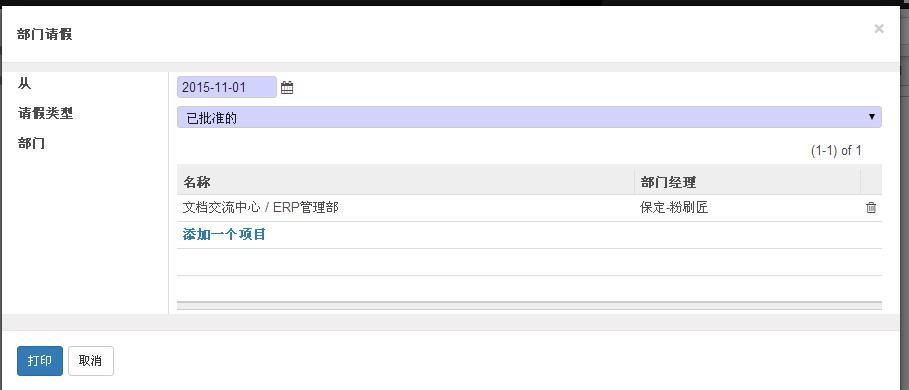 部门请假
×
从 2015-11-01
请假类型 已批准的
部门
(1-1) of 1
名称 部门经理
文档交流中心 / ERP管理部 保定-粉刷匠
添加一个项目
打印 取消